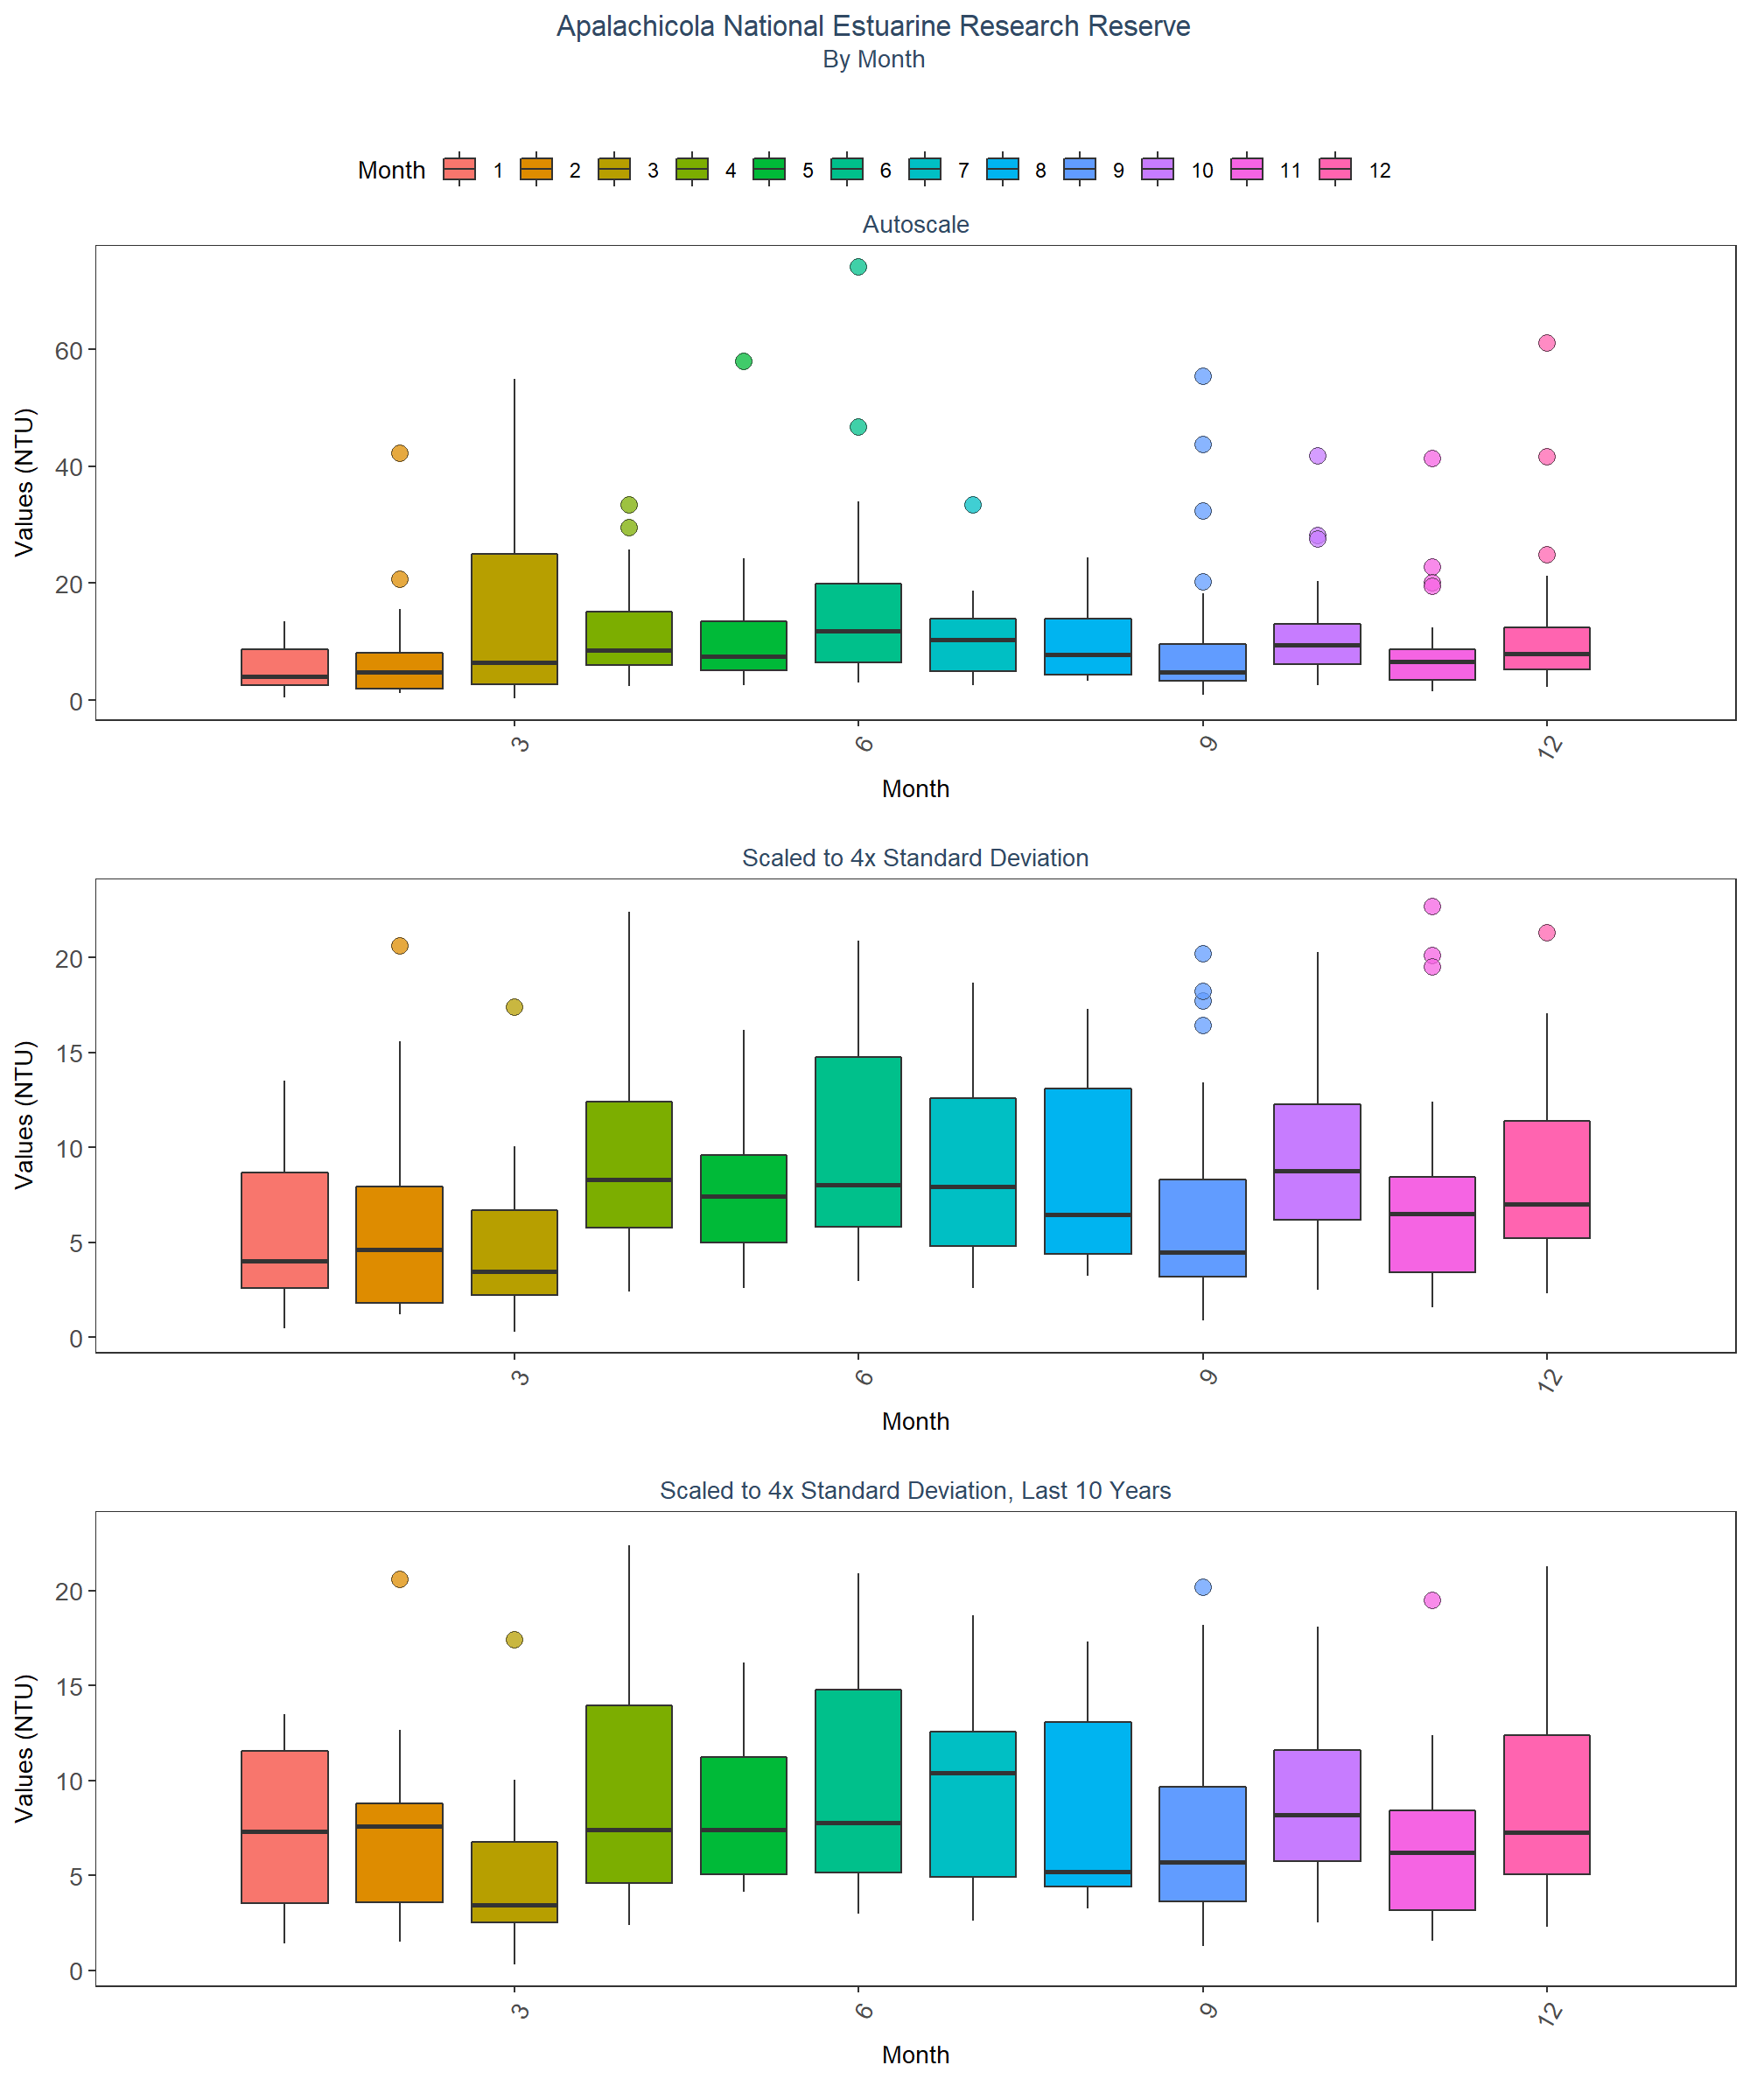 Apalachicola National Estuarine Research Reserve
By Month
Month 1 2 3 4 5 6 7 8 9 10 11 12
Autoscale
Values (NTU)
60
40
20
0
3 6 9 12
Month
Scaled to 4x Standard Deviation
Values (NTU)
20
15
10
5
0
3 6 9 12
Month
Scaled to 4x Standard Deviation, Last 10 Years
Values (NTU)
20
15
10
5
0
3 6 9 12
Month